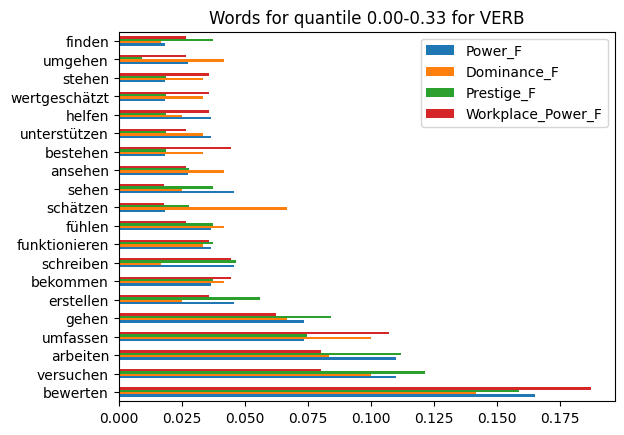 Words for quantile 0.00-0.33 for VERB
finden
umgehen
stehen
wertgeschätzt
helfen
unterstützen
bestehen
ansehen
sehen
schätzen
fühlen
funktionieren
schreiben
bekommen
erstellen
gehen
umfassen
arbeiten
versuchen
bewerten
Power_F
Dominance_F
Prestige_F
Workplace_Power_F
0.000 0.025 0.050 0.075 0.100 0.125 0.150 0.175